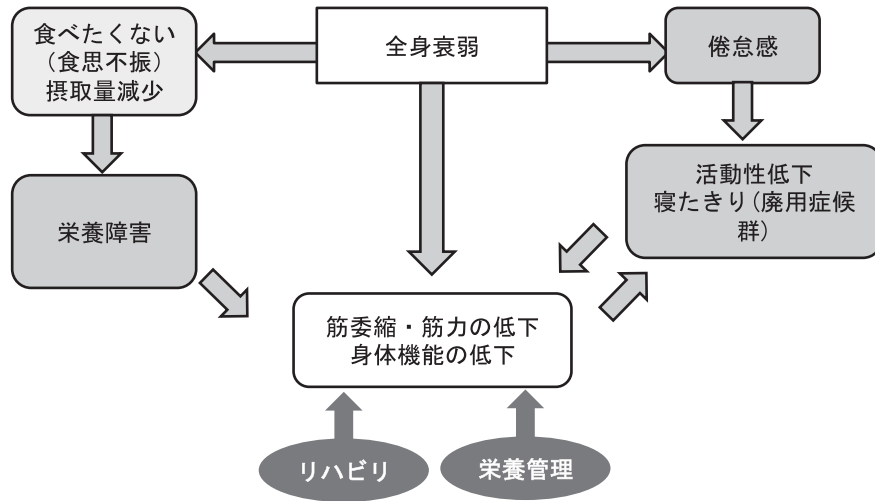 食べたくない
（食思不振）
摂取量減少
全身衰弱
倦怠感
栄養障害
活動性低下
寝たきり（廃用症候
群）
筋委縮・筋力の低下
身体機能の低下
リハビリ
栄養管理